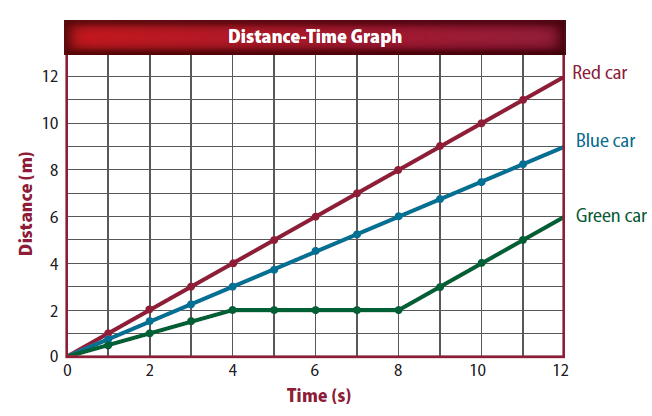 Distance-Time Graph
12
10
8
6
4
2
0
Distance (m)
Red car
Blue car
Green car
0 2 4 6 8 10 12
Time (s)